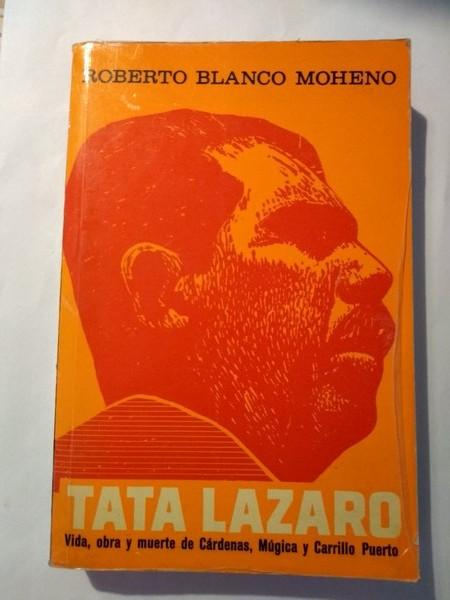 ROBERTO BLANCO MOHENO
TATA LAZARO
Vida, obra y muerte de Cárdenas, Múgica y Carrillo Puerto